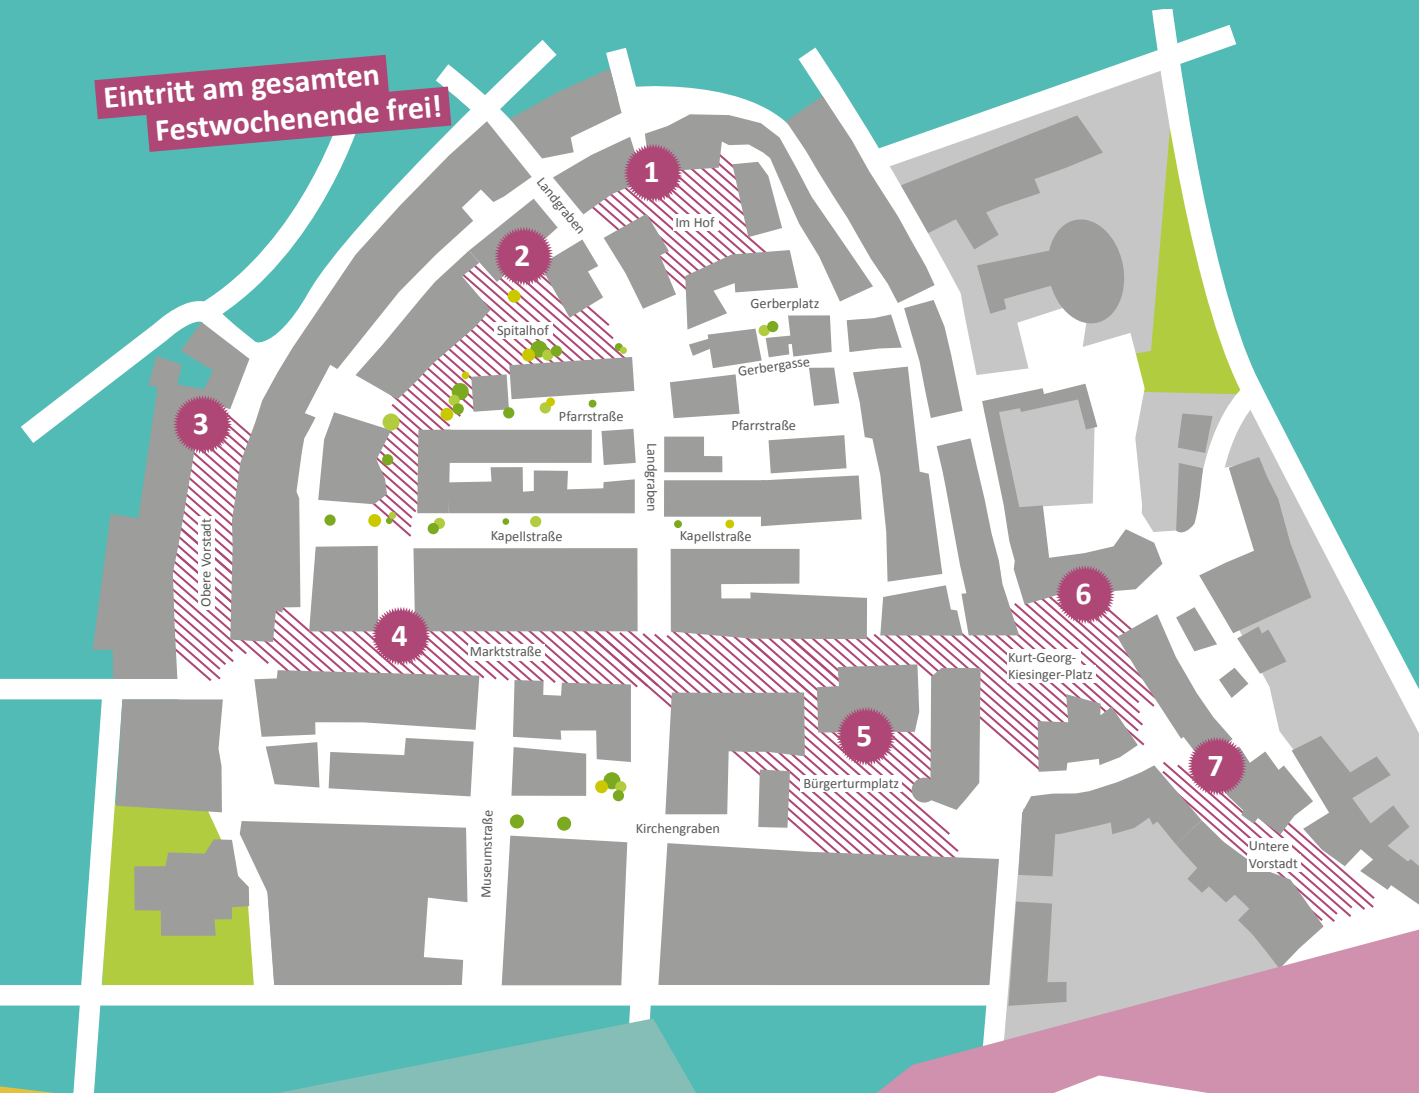 Eintritt am gesamten
Festwochenende frei!
1
Landgraben
Im Hof
2
Gerberplatz
Spitalhof
Gerbergasse
3
Pfarrstraße
Pfarrstraße
Landgraben
Kapellstraße
Kapellstraße
Obere Vorstadt
6
4
Marktstraße
Kurt-Georg-
Kiesinger-Platz
5
7
Bürgerturmplatz
Museumstraße
Kirchengraben
Untere
Vorstadt